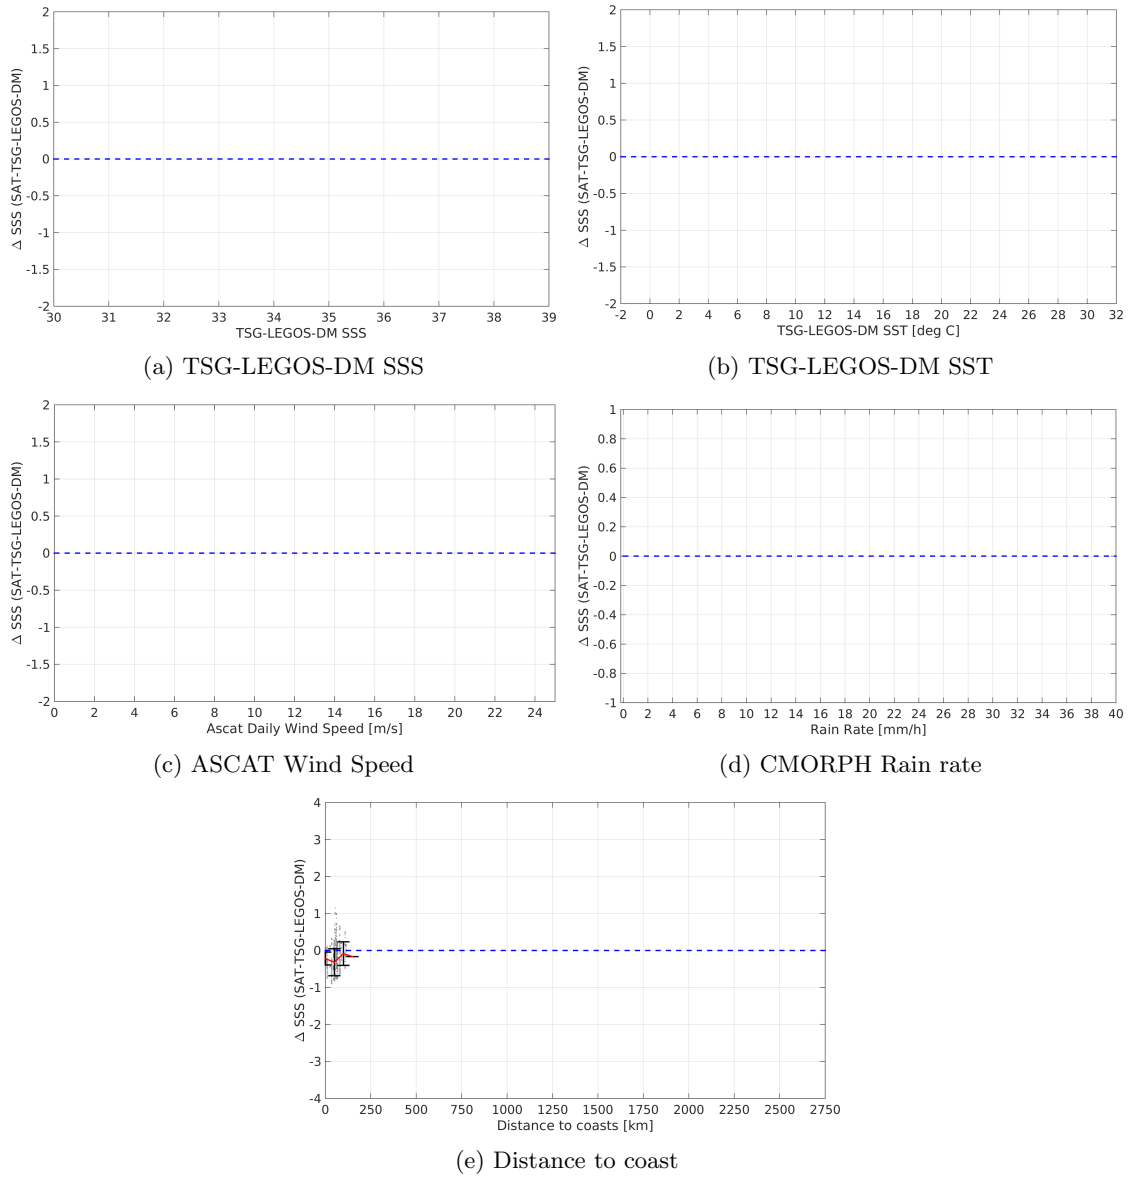 2
1.5
1
0.5
0
-0.5
-1
-1.5
-2
Δ SSS (SAT-TSG-LEGOS-DM)
30 31 32 33 34 35 36 37 38 39
TSG-LEGOS-DM SSS
(a) TSG-LEGOS-DM SSS
2
1.5
1
0.5
0
-0.5
-1
-1.5
-2
Δ SSS (SAT-TSG-LEGOS-DM)
-2 0 2 4 6 8 10 12 14 16 18 20 22 24 26 28 30 32
TSG-LEGOS-DM SST [deg C]
(b) TSG-LEGOS-DM SST
2
1.5
1
0.5
0
-0.5
-1
-1.5
-2
Δ SSS (SAT-TSG-LEGOS-DM)
0 2 4 6 8 10 12 14 16 18 20 22 24
Ascat Daily Wind Speed [m/s]
(c) ASCAT Wind Speed
1
0.8
0.6
0.4
0.2
0
-0.2
-0.4
-0.6
-0.8
-1
Δ SSS (SAT-TSG-LEGOS-DM)
0 2 4 6 8 10 12 14 16 18 20 22 24 26 28 30 32 34 36 38 40
Rain Rate [mm/h]
(d) CMORPH Rain rate
4
3
2
1
0
-1
-2
-3
-4
Δ SSS (SAT-TSG-LEGOS-DM)
0 250 500 750 1000 1250 1500 1750 2000 2250 2500 2750
Distance to coasts [km]
(e) Distance to coast